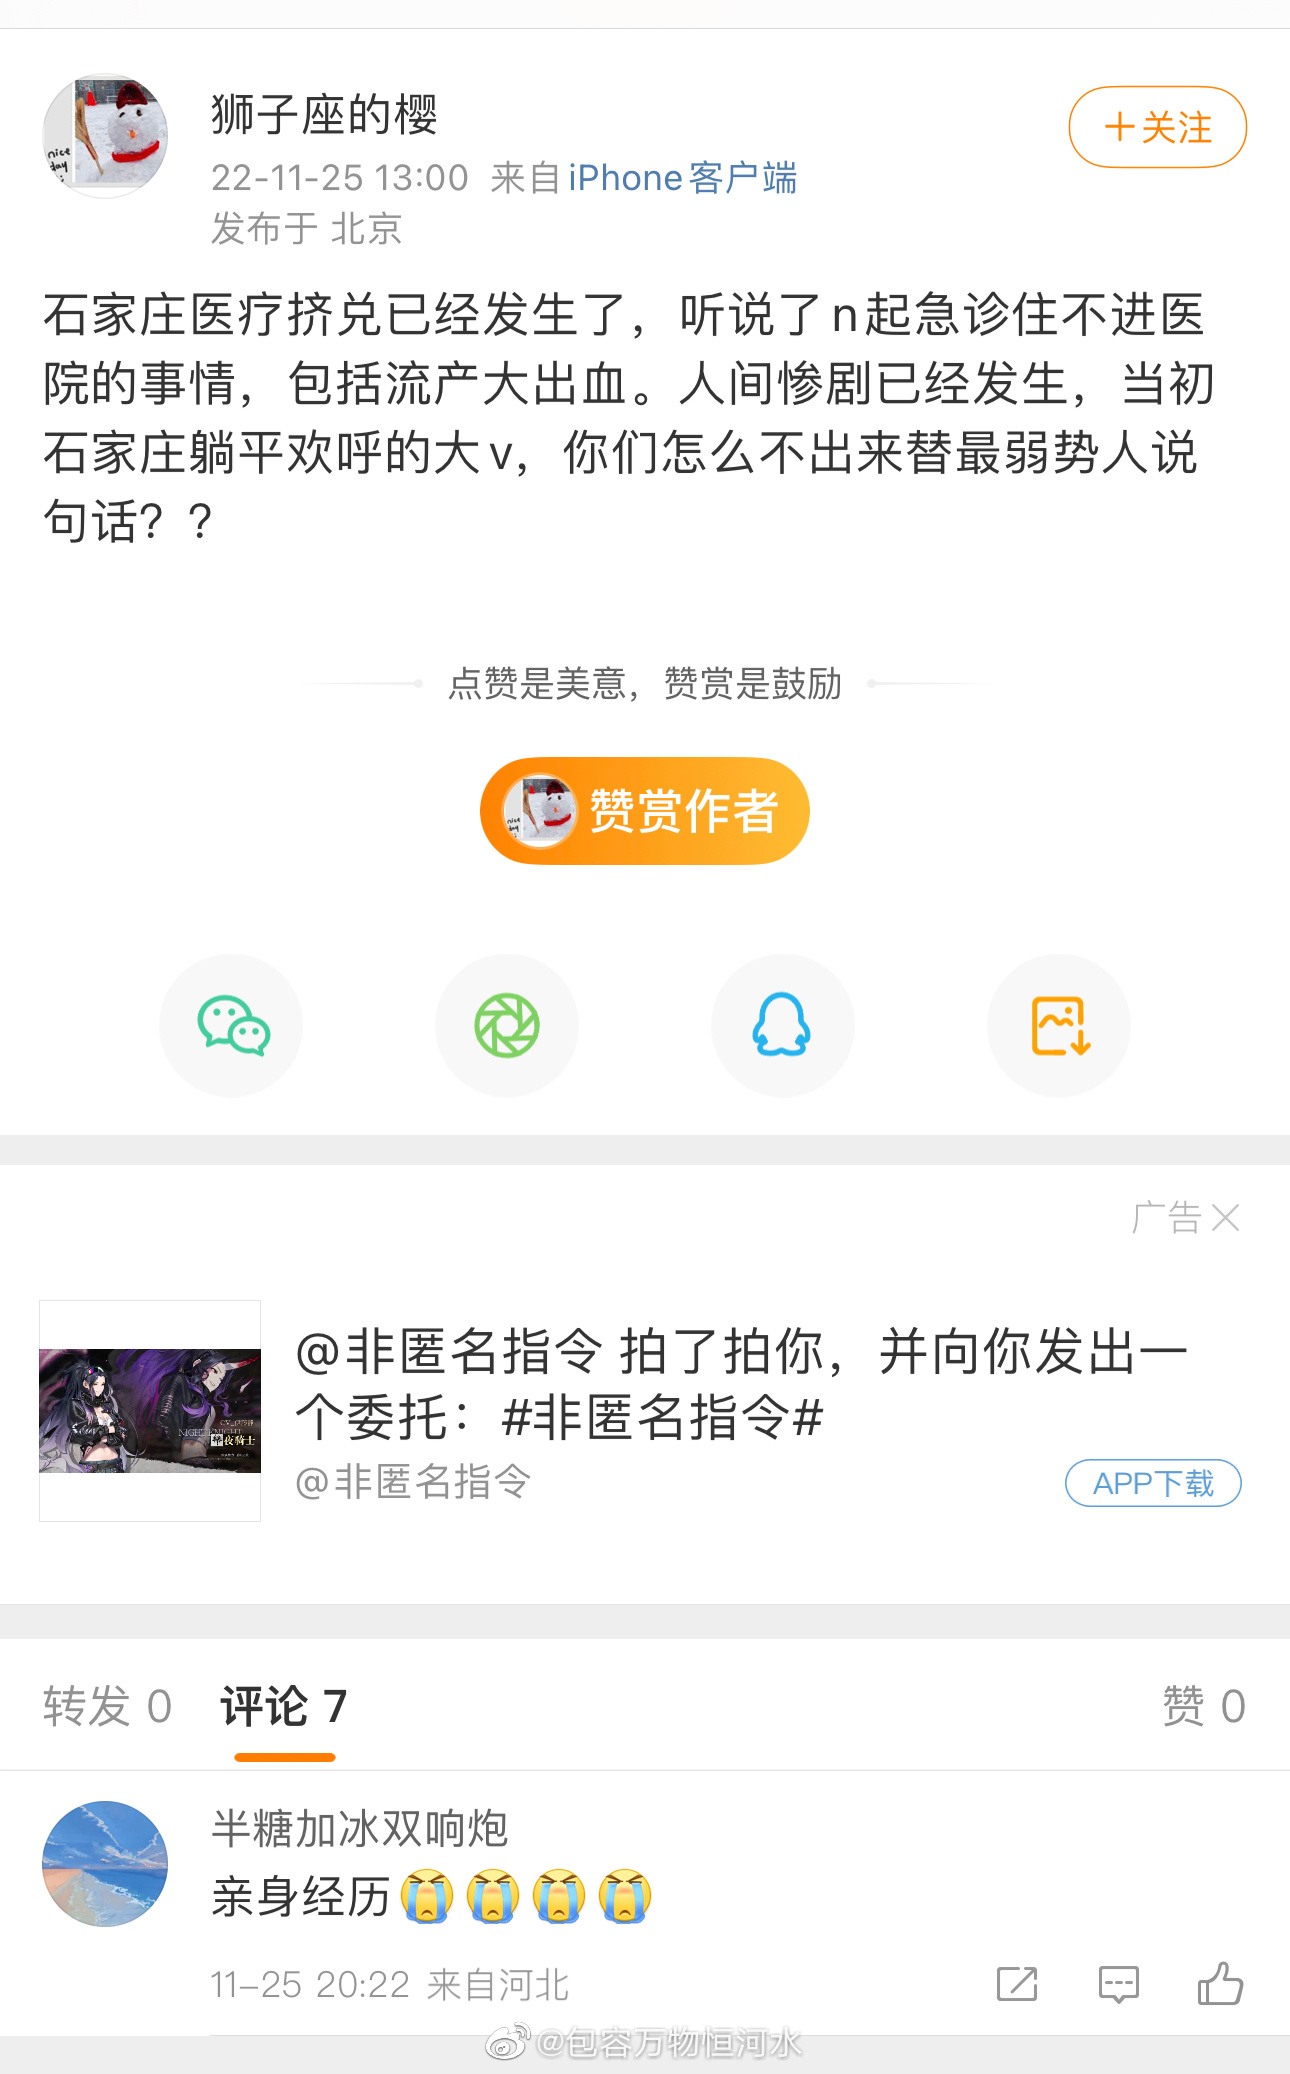 狮子座的樱
+关注
22-11-25 13:00 来自iPhone客户端
发布于 北京
石家庄医疗挤兑已经发生了，听说了n起急诊住不进医
院的事情，包括流产大出血。人间惨剧已经发生，当初
石家庄躺平欢呼的大v，你们怎么不出来替最弱势人说
句话？？
点赞是美意，赞赏是鼓励
赞赏作者
广告
@非匿名指令 拍了拍你，并向你发出一
个委托：#非匿名指令#
@非匿名指令
APP下载
转发 0 评论 7 赞 0
半糖加冰双响炮
亲身经历😭😭😭😭
11-25 20:22 来自河北
@包容万物恒河水
nice
day